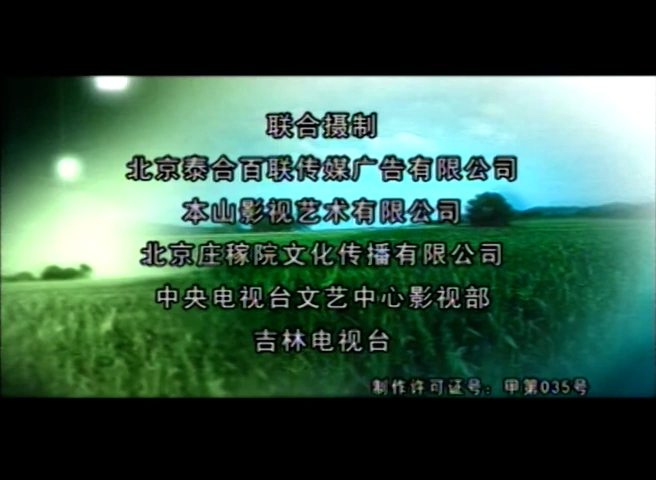 联合摄制
北京泰合百联传媒广告有限公司
本山影视艺术有限公司
北京庄稼院文化传播有限公司
中央电视台文艺中心影视部
吉林电视台
制作许可证号：甲第035号